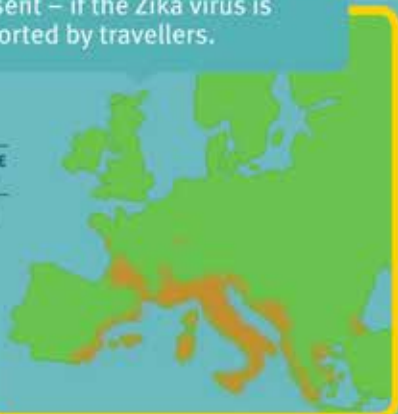 sent – if the Zika virus is
orted by travellers.
E